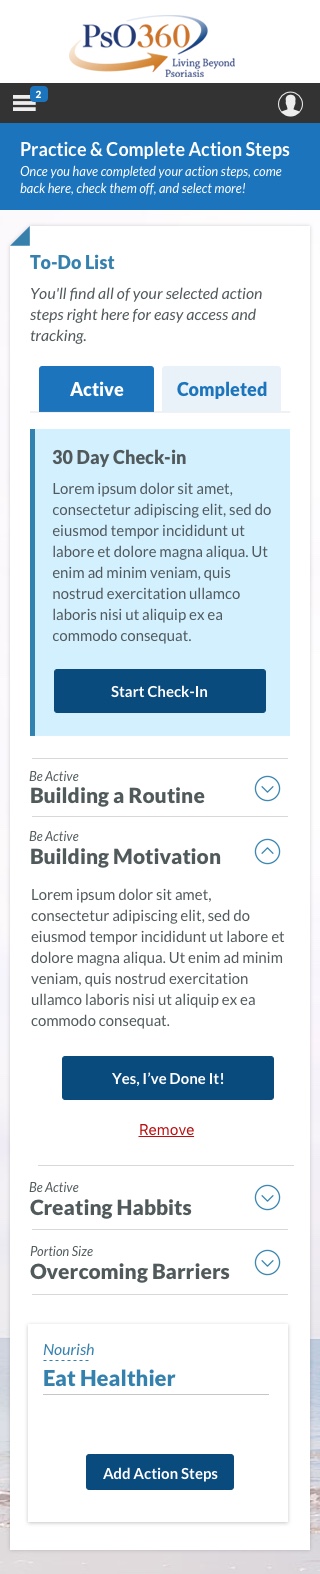 PsO360
Living Beyond
Psoriasis
2
Practice & Complete Action Steps
Once you have completed your action steps, come
back here, check them off, and select more!
To-Do List
You'll find all of your selected action
steps right here for easy access and
tracking.
Active
Completed
30 Day Check-in
Lorem ipsum dolor sit amet,
consectetur adipiscing elit, sed do
eiusmod tempor incididunt ut
labore et dolore magna aliqua. Ut
enim ad minim veniam, quis
nostrud exercitation ullamco
laboris nisi ut aliquip ex ea
commodo consequat.
Start Check-In
Be Active
Building a Routine
Be Active
Building Motivation
Lorem ipsum dolor sit amet,
consectetur adipiscing elit, sed do
eiusmod tempor incididunt ut labore et
dolore magna aliqua. Ut enim ad minim
veniam, quis nostrud exercitation
ullamco laboris nisi ut aliquip ex ea
commodo consequat.
Yes, I've Done It!
Remove
Be Active
Creating Habbits
Portion Size
Overcoming Barriers
Nourish
Eat Healthier
Add Action Steps